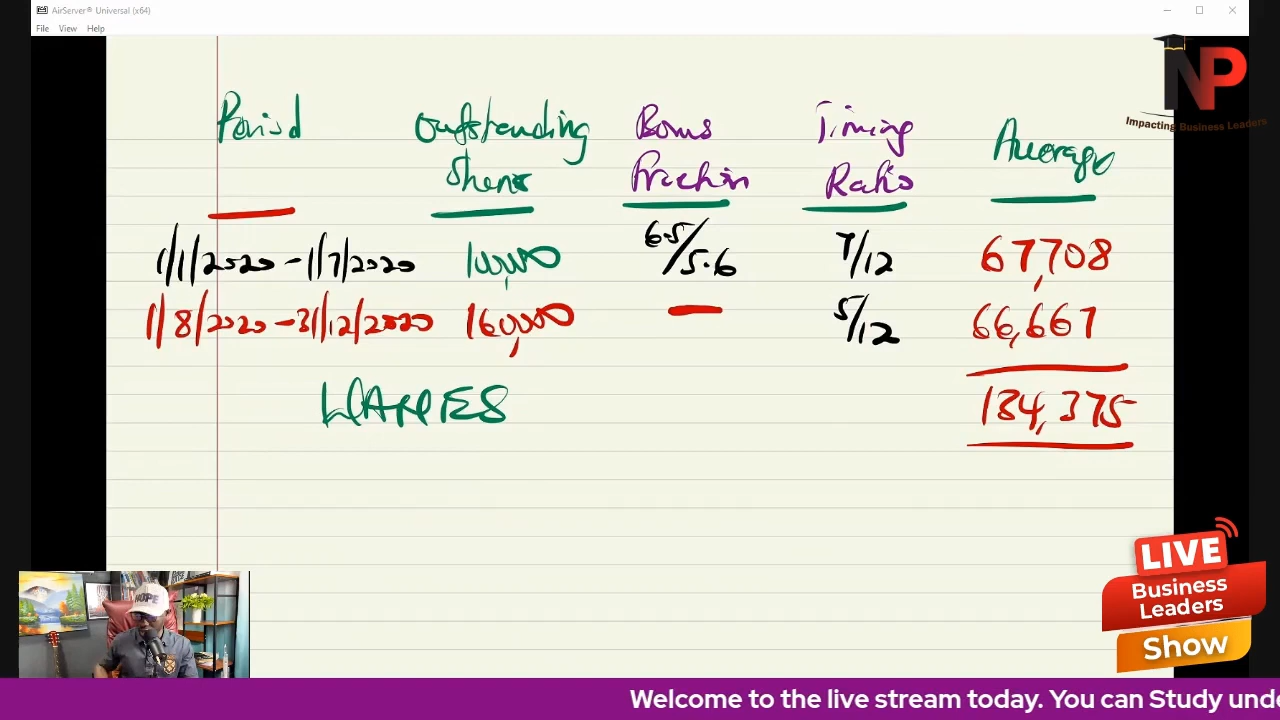 AirServer® Universal (x64)
File View Help
NP
Impacting Business Leaders
Period Outstanding Shares Bonus Fraction Timing Ratio Average
1/1/2020 - 1/7/2020 100,000 6.5/5.6 7/12 67,708
1/8/2020 - 31/12/2020 160,000 - 5/12 66,667
134,375
HOPE
LIVE
Business
Leaders
Show
Welcome to the live stream today. You can Study unde